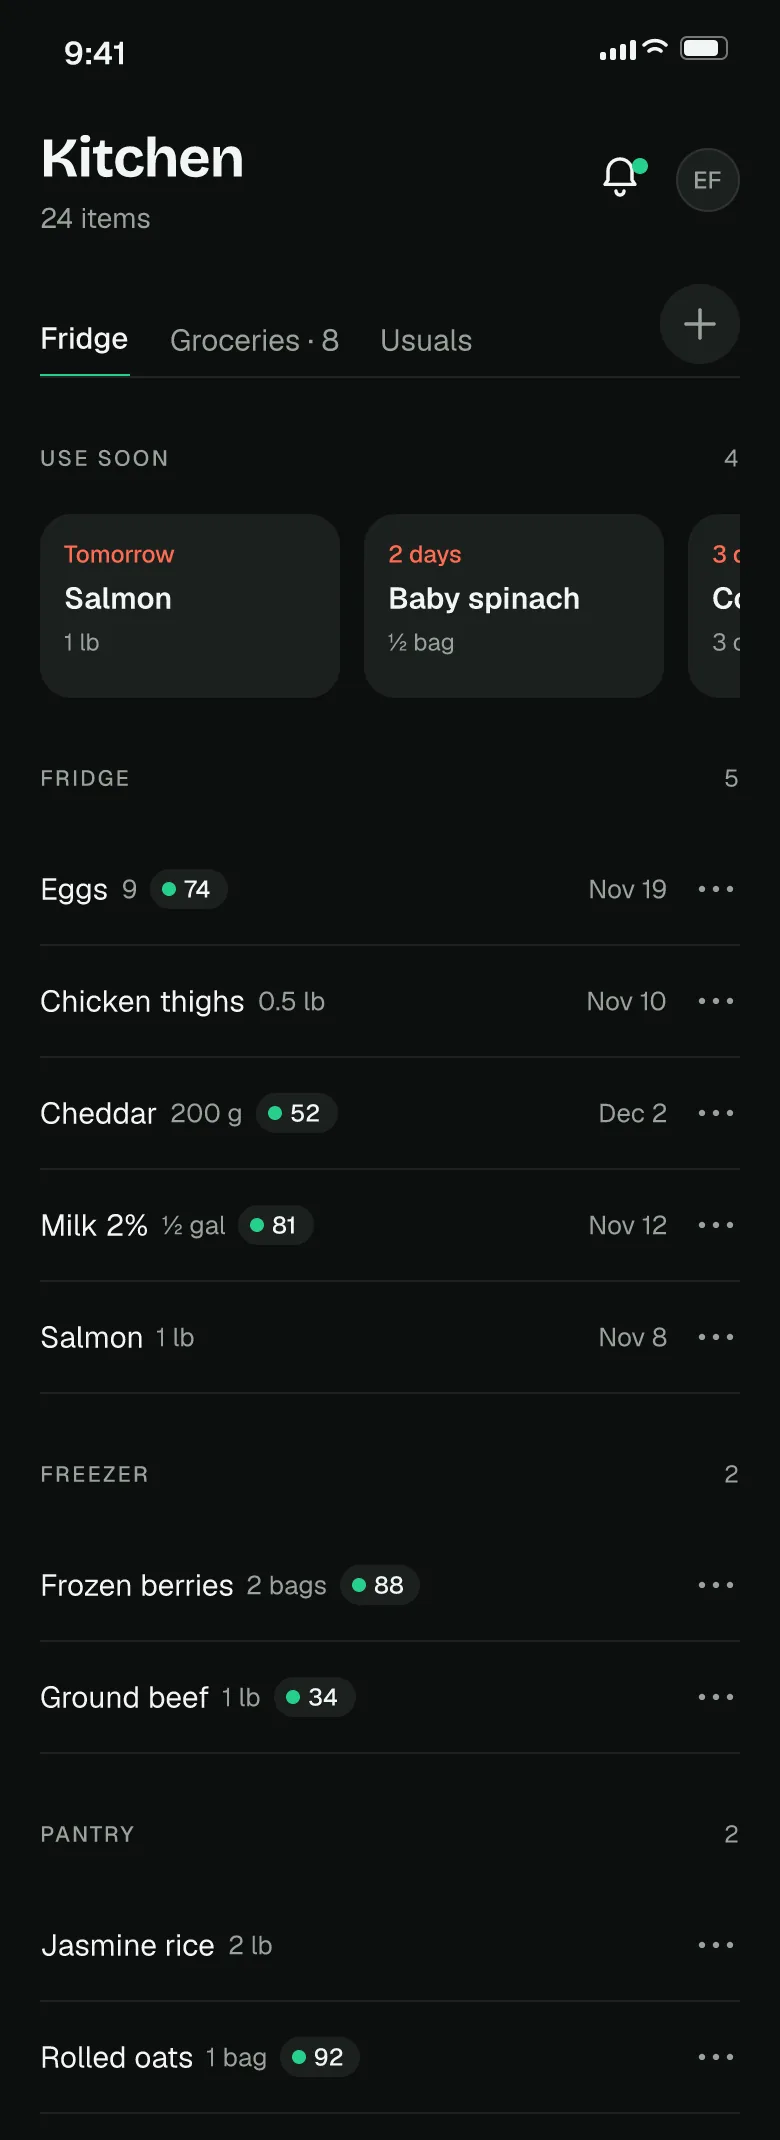 9:41
Kitchen
24 items
EF
Fridge Groceries · 8 Usuals
USE SOON 4
Tomorrow 2 days 3
Salmon Baby spinach
1 lb ½ bag 3
FRIDGE 5
Eggs 9 74 Nov 19
Chicken thighs 0.5 lb Nov 10
Cheddar 200 g 52 Dec 2
Milk 2% ½ gal 81 Nov 12
Salmon 1 lb Nov 8
FREEZER 2
Frozen berries 2 bags 88
Ground beef 1 lb 34
PANTRY 2
Jasmine rice 2 lb
Rolled oats 1 bag 92